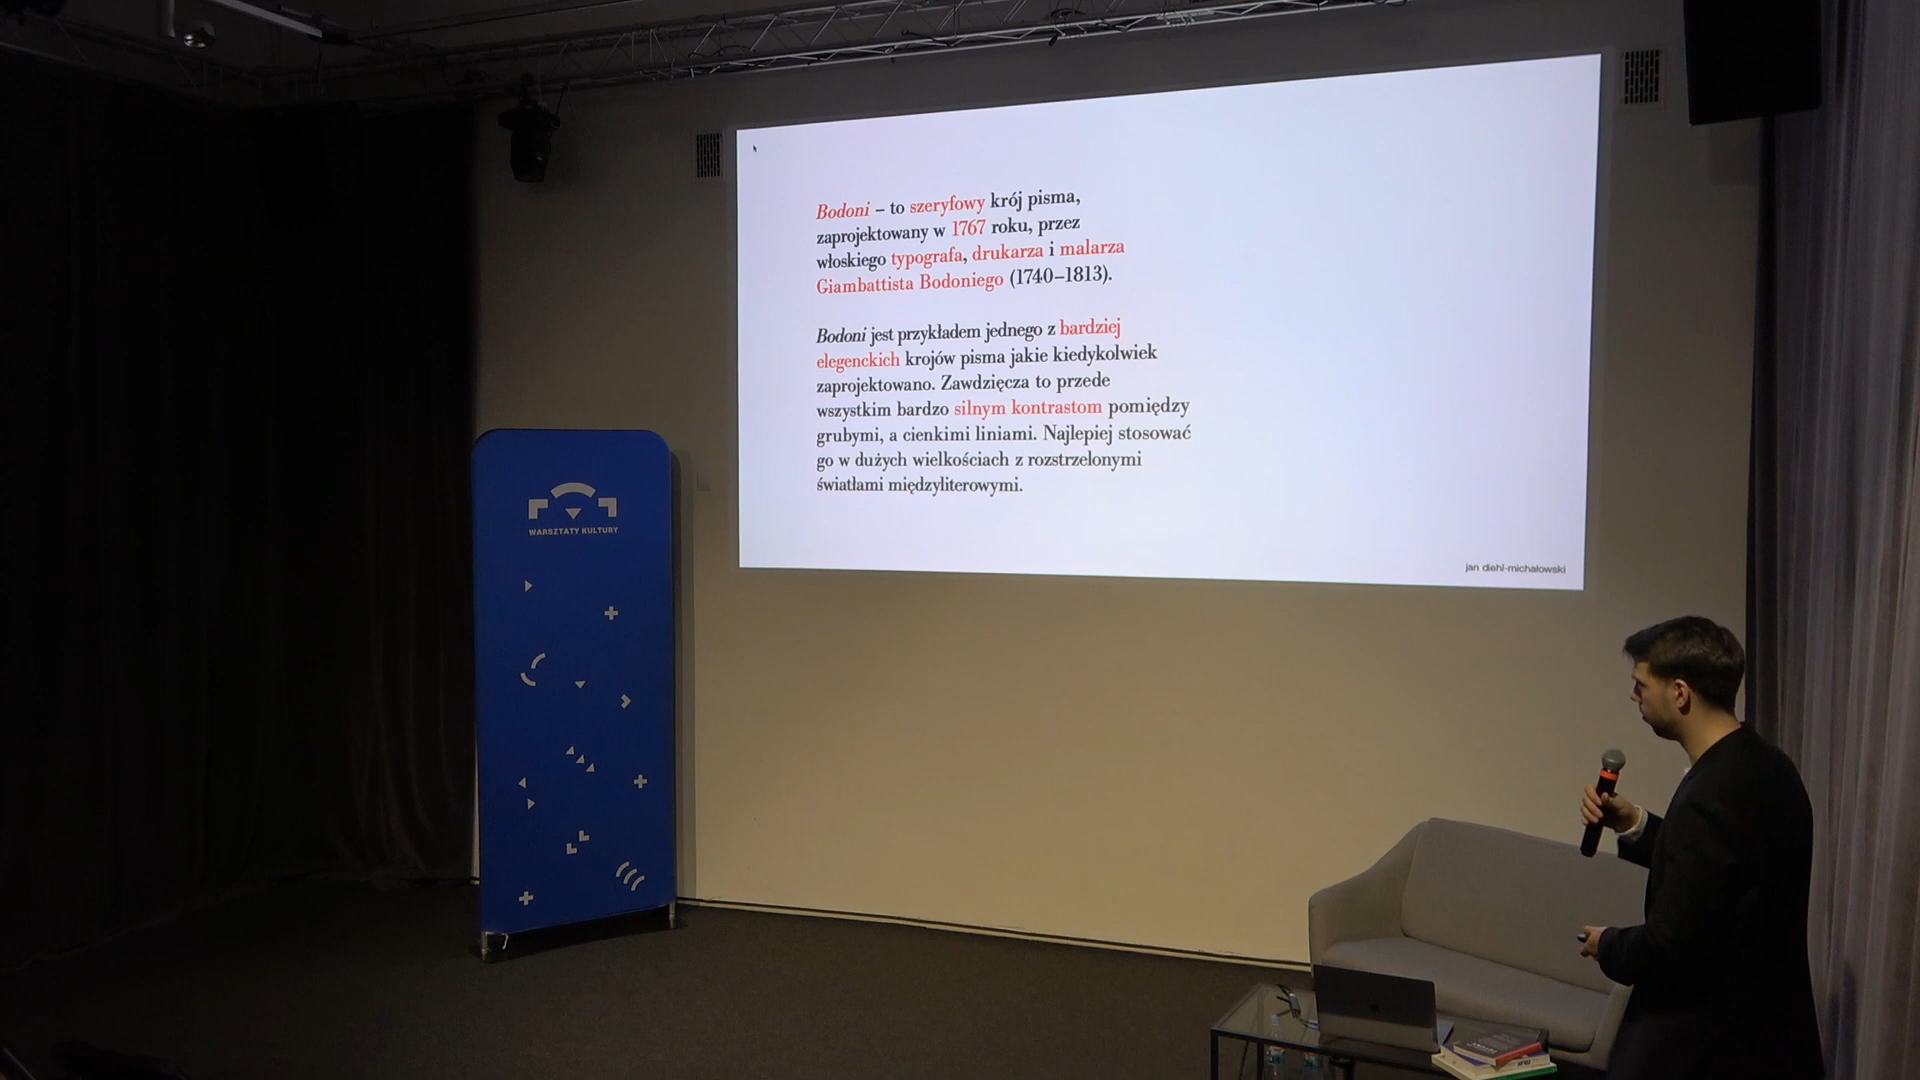 Bodoni – to szeryfowy krój pisma,
zaprojektowany w 1767 roku, przez
włoskiego typografa, drukarza i malarza
Giambattista Bodoniego (1740–1813).
Bodoni jest przykładem jednego z bardziej
elegenckich krojów pisma jakie kiedykolwiek
zaprojektowano. Zawdzięcza to przede
wszystkim bardzo silnym kontrastom pomiędzy
grubymi, a cienkimi liniami. Najlepiej stosować
go w dużych wielkościach z rozstrzelonymi
światłami międzyliterowymi.
jan diehl-michałowski
WARSZTATY KULTURY